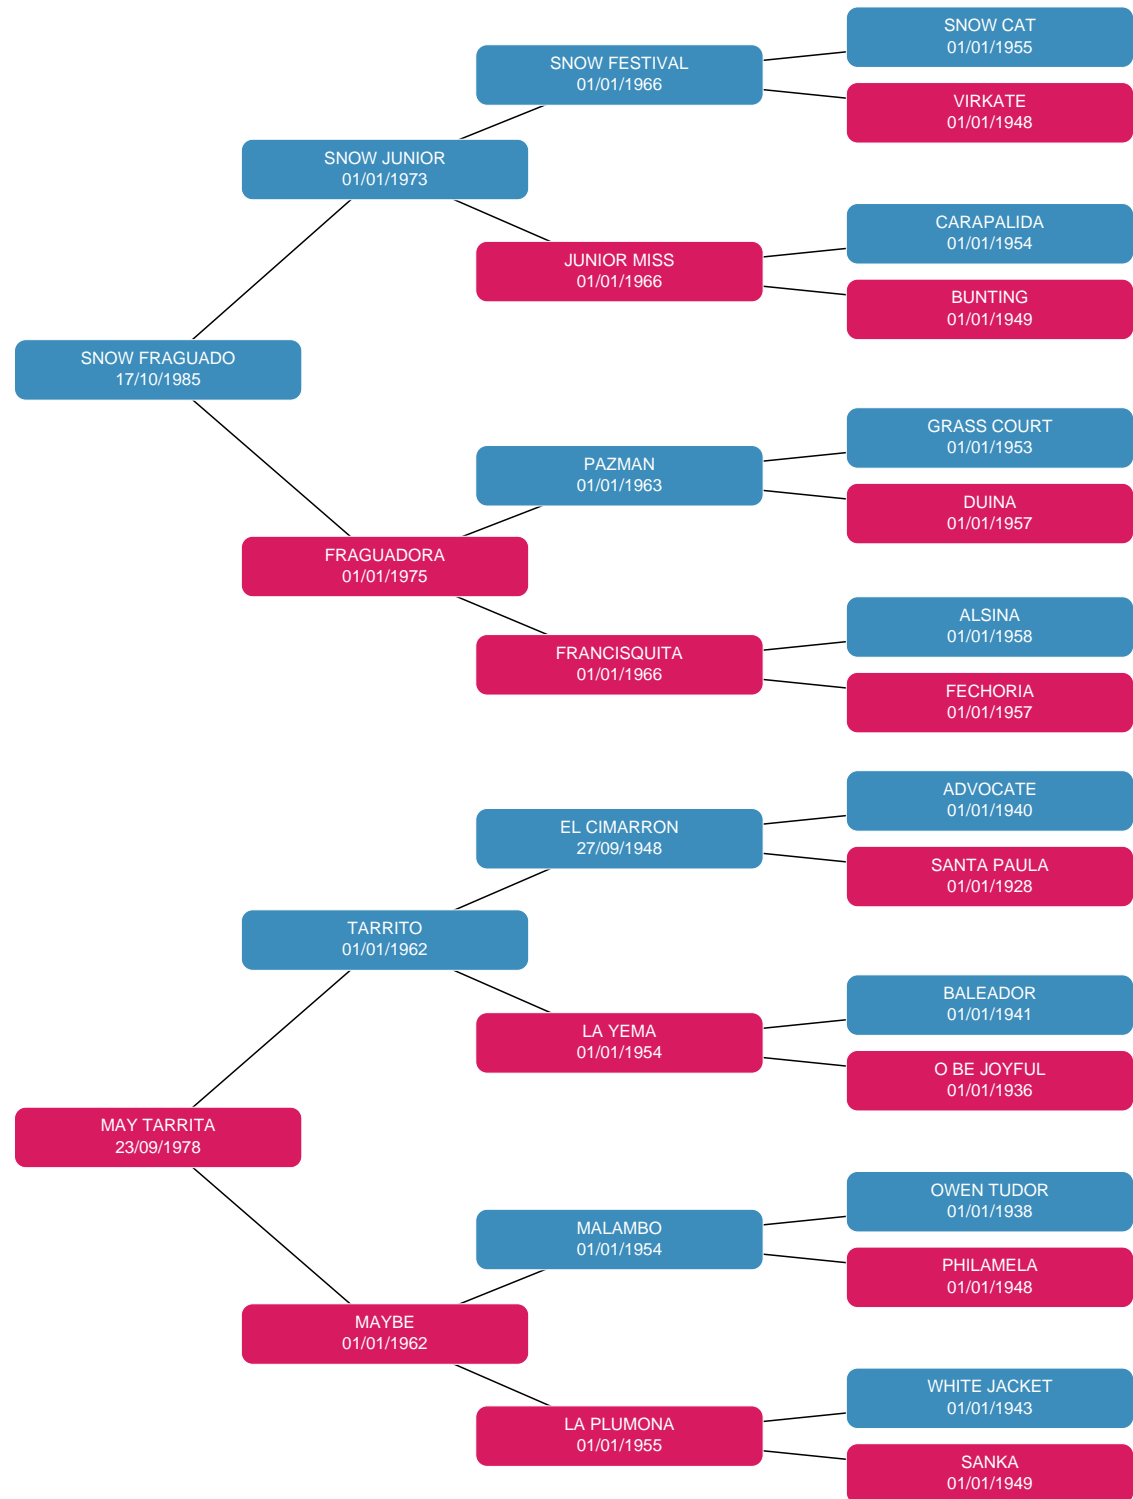 SNOW CAT
01/01/1955
SNOW FESTIVAL
01/01/1966
VIRKATE
01/01/1948
SNOW JUNIOR
01/01/1973
CARAPALIDA
01/01/1954
JUNIOR MISS
01/01/1966
BUNTING
01/01/1949
SNOW FRAGUADO
17/10/1985
GRASS COURT
01/01/1953
PAZMAN
01/01/1963
DUINA
01/01/1957
FRAGUADORA
01/01/1975
ALSINA
01/01/1958
FRANCISQUITA
01/01/1966
FECHORIA
01/01/1957
ADVOCATE
01/01/1940
EL CIMARRON
27/09/1948
SANTA PAULA
01/01/1928
TARRITO
01/01/1962
BALEADOR
01/01/1941
LA YEMA
01/01/1954
O BE JOYFUL
01/01/1936
MAY TARRITA
23/09/1978
OWEN TUDOR
01/01/1938
MALAMBO
01/01/1954
PHILAMELA
01/01/1948
MAYBE
01/01/1962
WHITE JACKET
01/01/1943
LA PLUMONA
01/01/1955
SANKA
01/01/1949